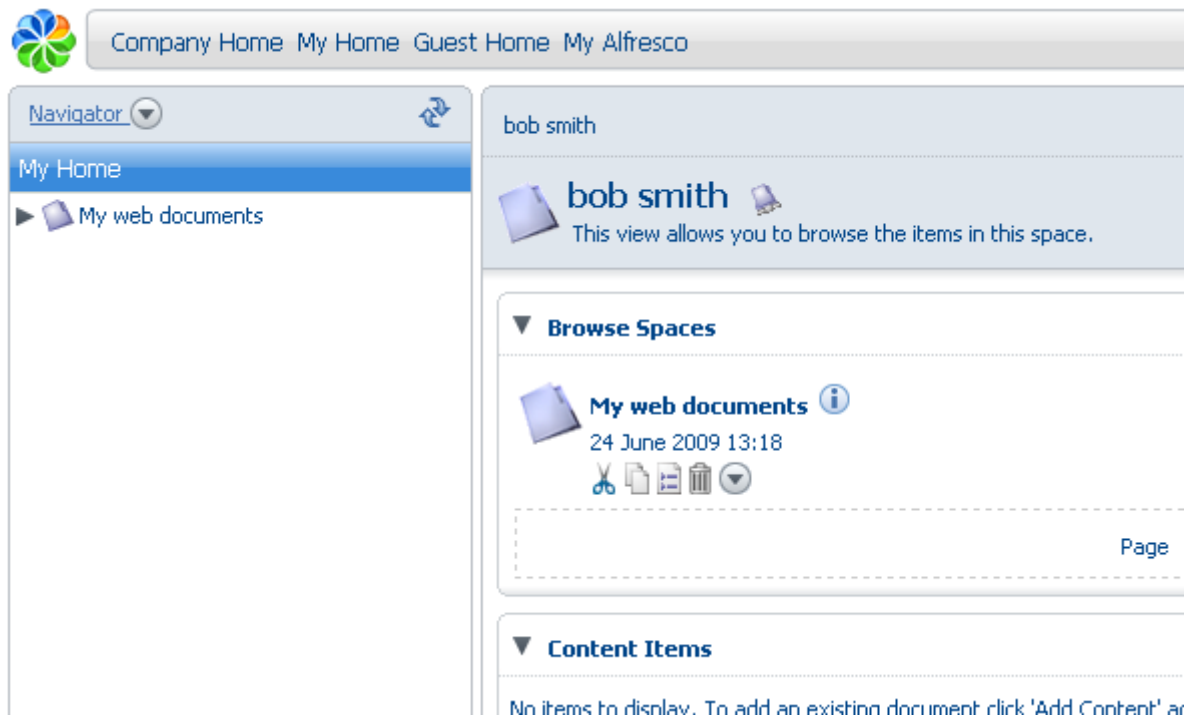 Company Home My Home Guest Home My Alfresco
Navigator
My Home
My web documents
bob smith
bob smith
This view allows you to browse the items in this space.
Browse Spaces
My web documents
24 June 2009 13:18
Page
Content Items
No items to display. To add an existing document click 'Add Content' a